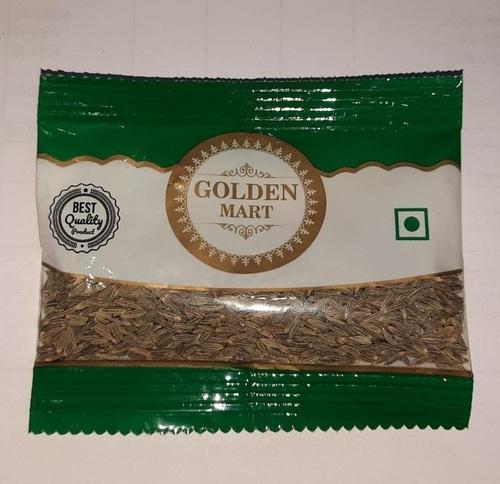 GOLDEN
MART
BEST
Quality
Product